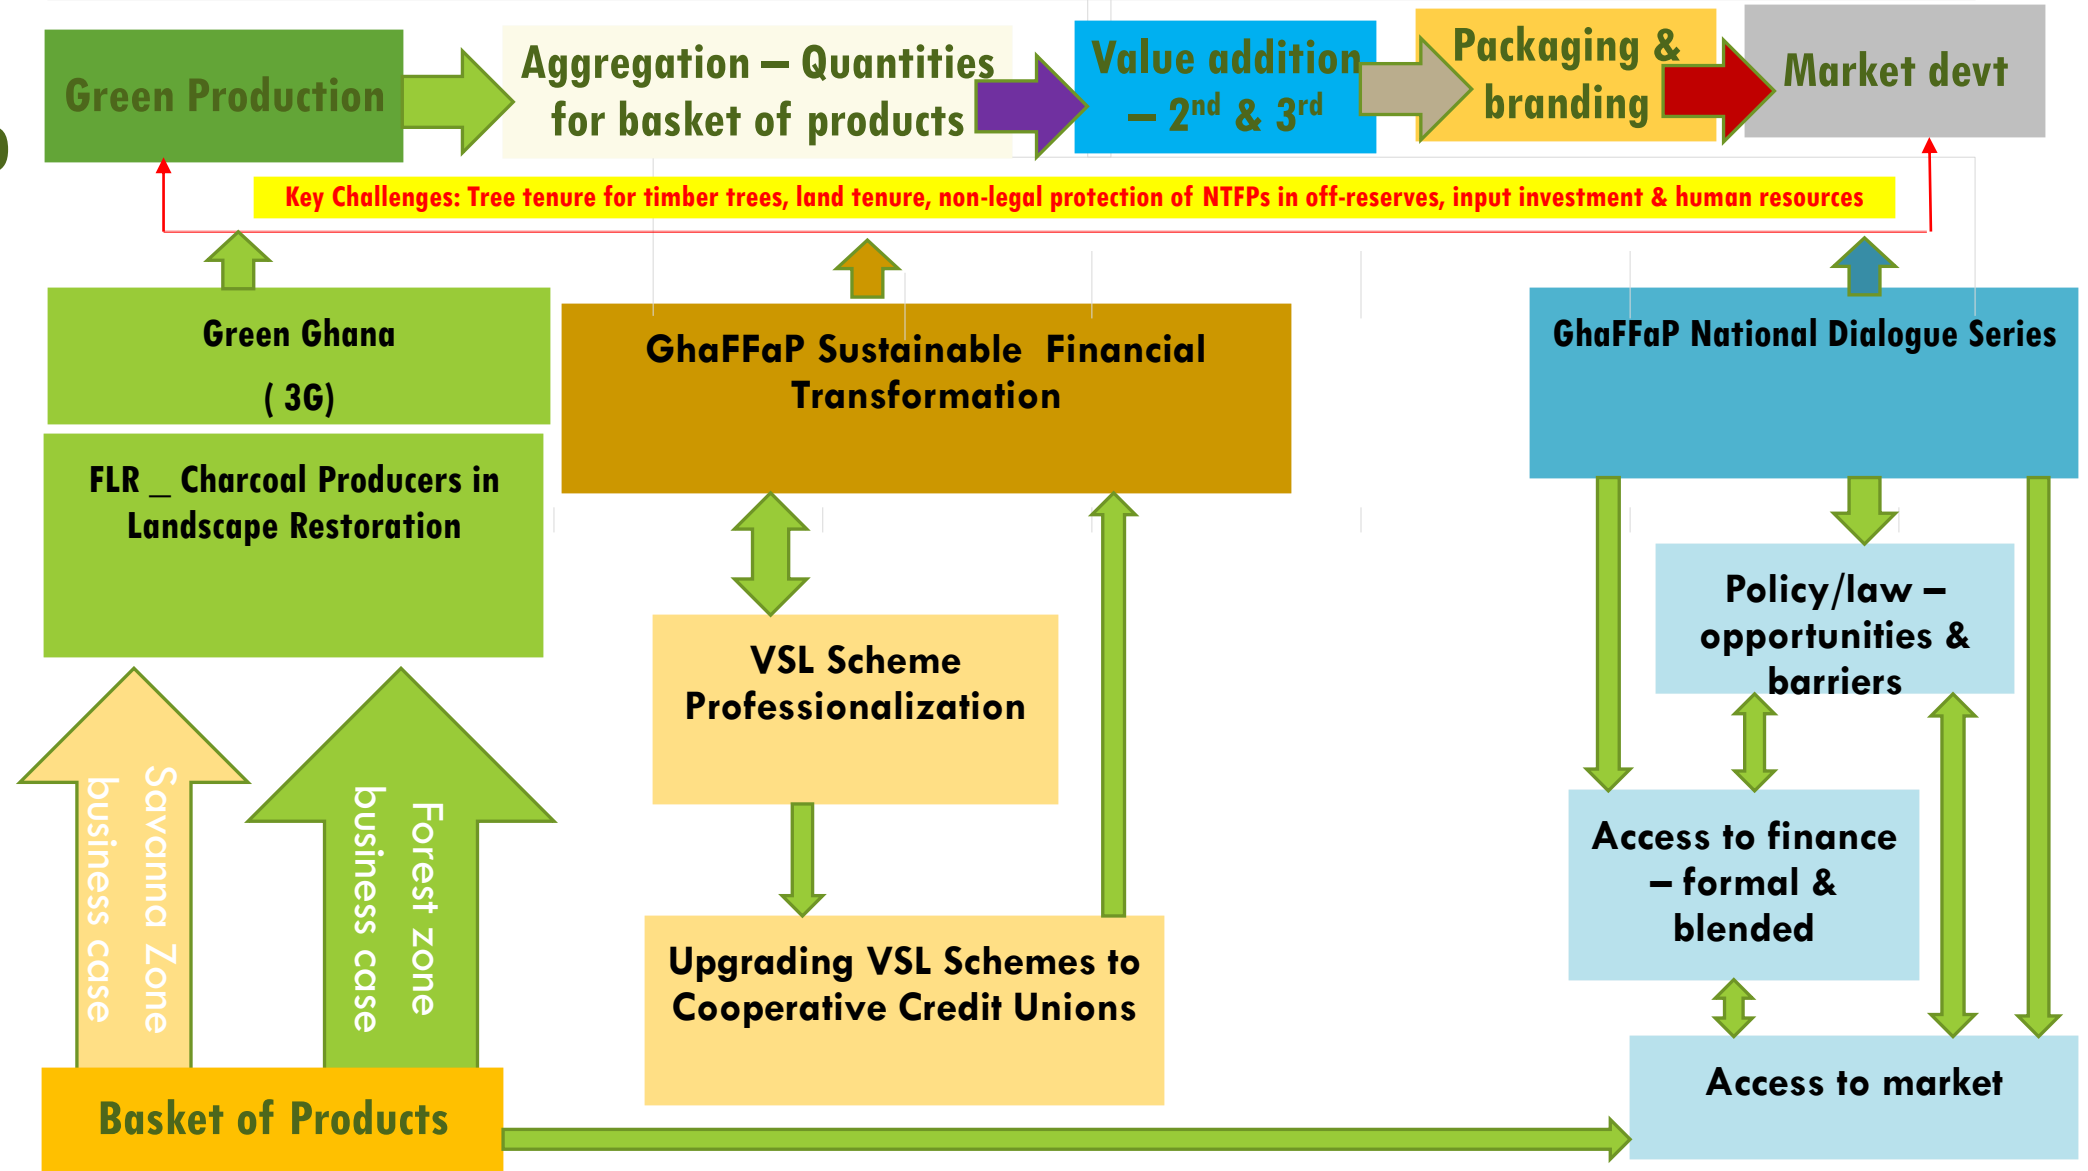 Green Production
Aggregation – Quantities
for basket of products
Value addition
– 2nd & 3rd
Packaging &
branding
Market devt
Key Challenges: Tree tenure for timber trees, land tenure, non-legal protection of NTFPs in off-reserves, input investment & human resources
Green Ghana
( 3G)
FLR _ Charcoal Producers in
Landscape Restoration
GhaFFaP Sustainable Financial
Transformation
GhaFFaP National Dialogue Series
VSL Scheme
Professionalization
Upgrading VSL Schemes to
Cooperative Credit Unions
Policy/law –
opportunities &
barriers
Access to finance
– formal &
blended
Access to market
Savanna Zone
business case
Forest zone
business case
Basket of Products